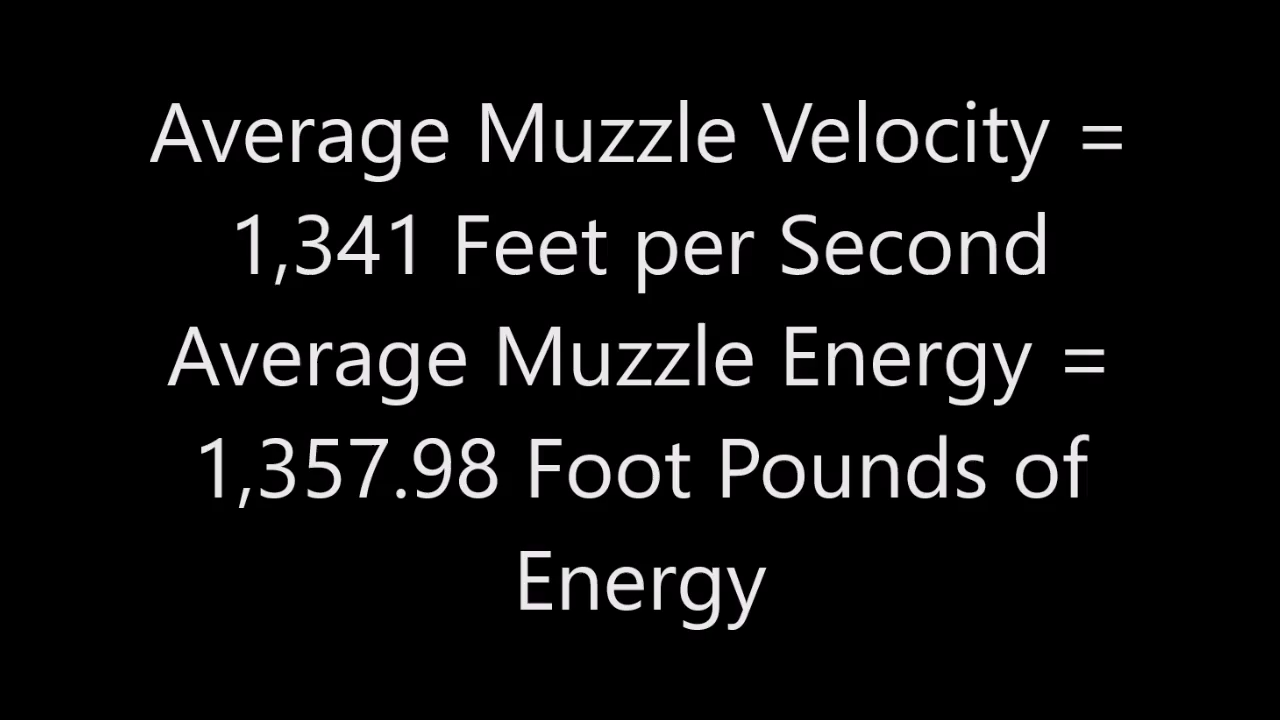 Average Muzzle Velocity =
1,341 Feet per Second
Average Muzzle Energy =
1,357.98 Foot Pounds of
Energy